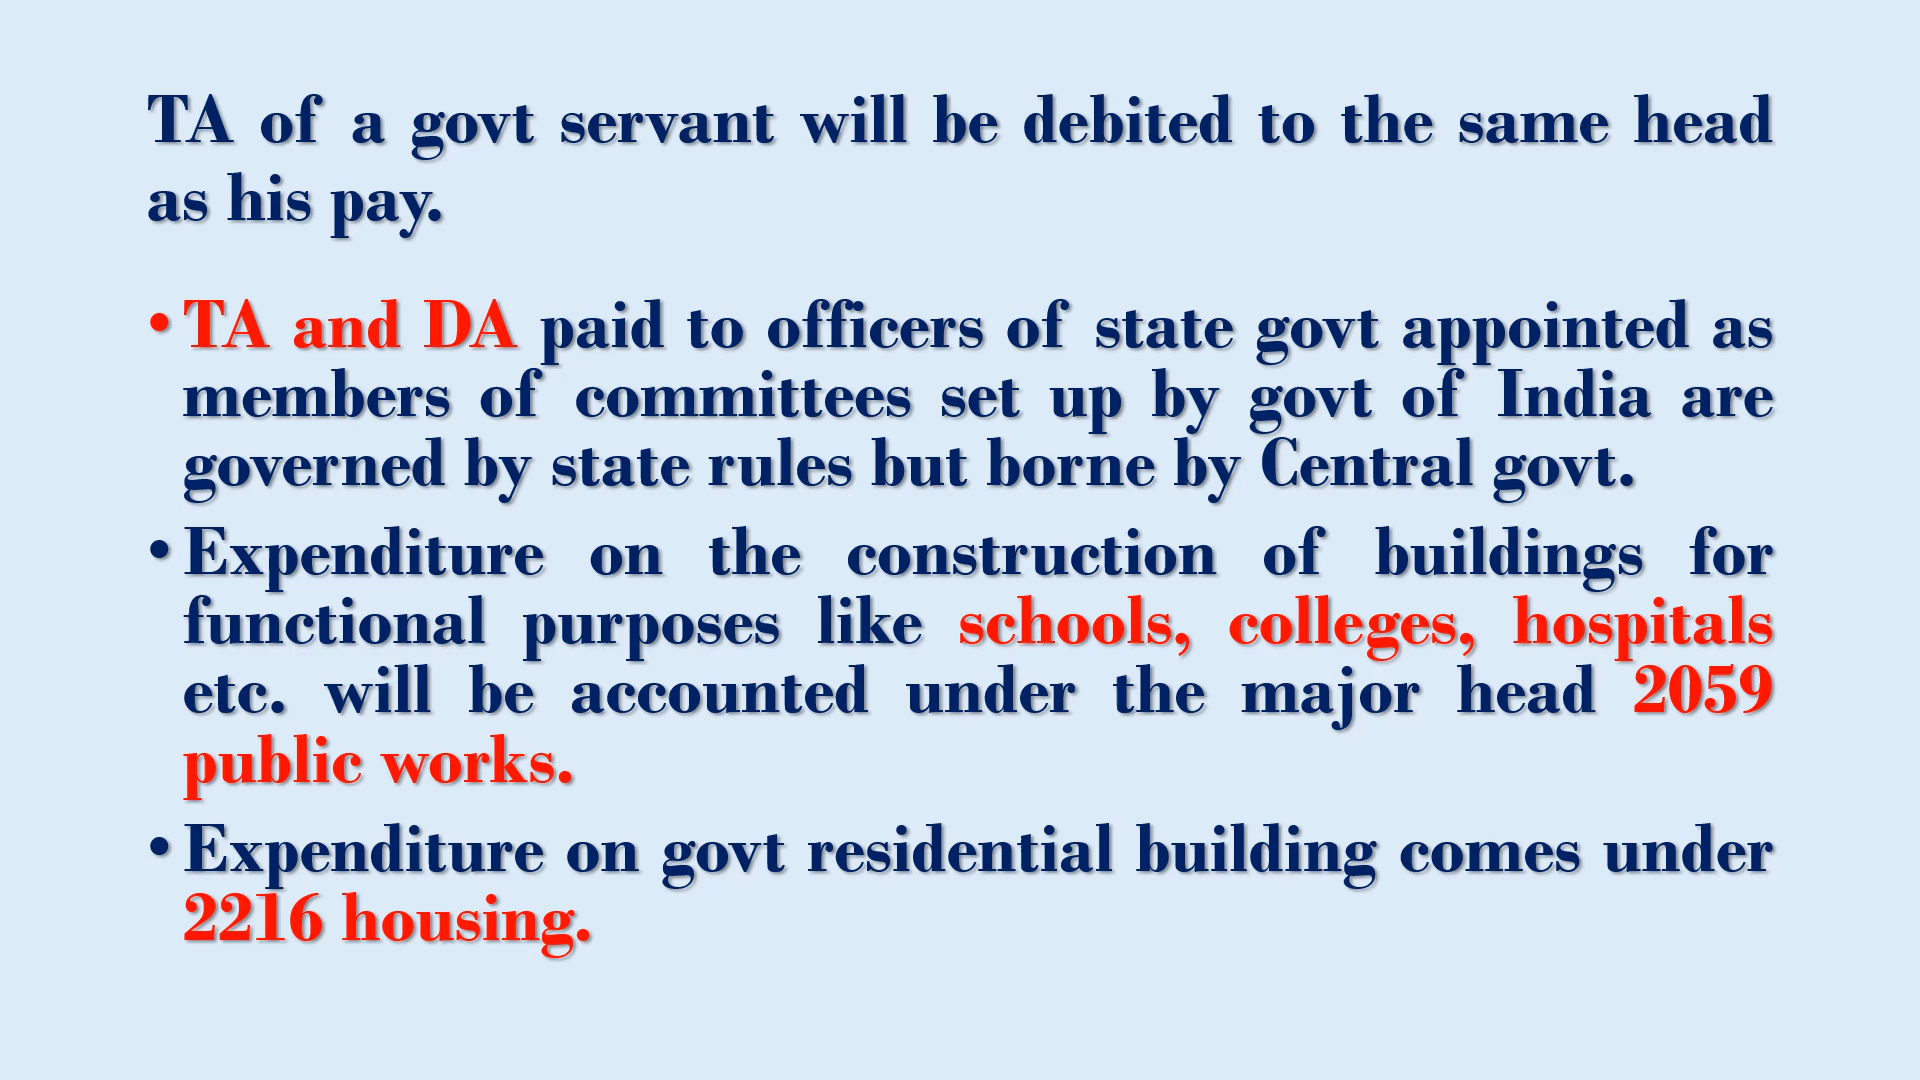 TA of a govt servant will be debited to the same head
as his pay.
• TA and DA paid to officers of state govt appointed as
members of committees set up by govt of India are
governed by state rules but borne by Central govt.
• Expenditure on the construction of buildings for
functional purposes like schools, colleges, hospitals
etc. will be accounted under the major head 2059
public works.
• Expenditure on govt residential building comes under
2216 housing.